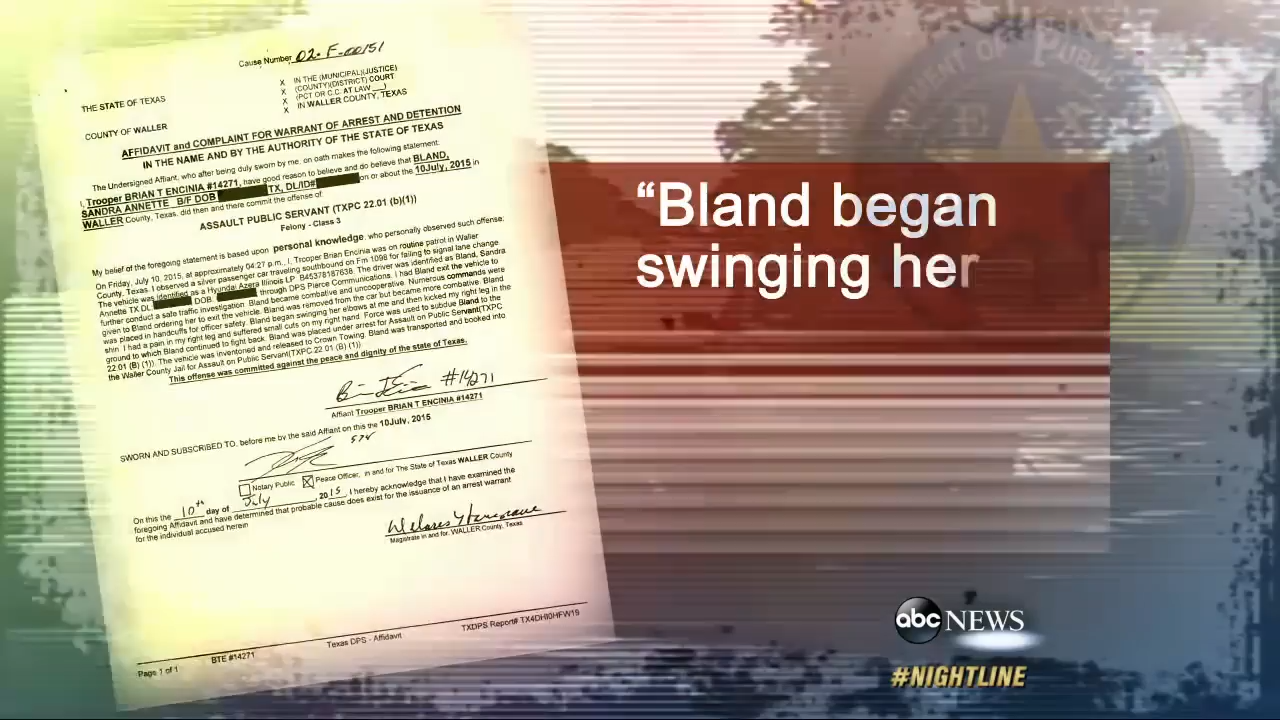 Cause Number 02-F-00151
THE STATE OF TEXAS
COUNTY OF WALLER
X IN THE (MUNICIPAL)(JUSTICE)
X (COUNTY)(DISTRICT) COURT
X (PCT OR C.C. AT LAW ___)
X IN WALLER COUNTY, TEXAS
AFFIDAVIT and COMPLAINT FOR WARRANT OF ARREST AND DETENTION
IN THE NAME AND BY THE AUTHORITY OF THE STATE OF TEXAS
The Undersigned Affiant, who after being duly sworn by me, on oath makes the following statement:
I, Trooper BRIAN T ENCINIA #14271, have good reason to believe and do believe that BLAND,
SANDRA ANNETTE B/F DOB TX, DL/ID# on or about the 10July, 2015 in
WALLER County, Texas, did then and there commit the offense of:
ASSAULT PUBLIC SERVANT (TXPC 22.01 (b)(1))
Felony - Class 3
My belief of the foregoing statement is based upon personal knowledge, who personally observed such offense:
On Friday, July 10, 2015, at approximately 04:27 p.m., I, Trooper Brian Encinia was on routine patrol in Waller
County, Texas. I observed a silver passenger car traveling southbound on Fm 1098 for failing to signal lane change.
The vehicle was identified as a Hyundai Azera Illinois LP B45378187638. The driver was identified as Bland, Sandra
Annette TX DL: DOB: through DPS Pierce Communications. I had Bland exit the vehicle to
further conduct a safe traffic investigation. Bland became combative and uncooperative. Numerous commands were
given to Bland ordering her to exit the vehicle. Bland was removed from the car but became more combative. Bland
was placed in handcuffs for officer safety. Bland began swinging her elbows at me and then kicked my right leg in the
shin. I had a pain in my right leg and suffered small cuts on my right hand. Force was used to subdue Bland to the
ground to which Bland continued to fight back. Bland was placed under arrest for Assault on Public Servant(TXPC
22.01 (B) (1)). The vehicle was inventoried and released to Crown Towing. Bland was transported and booked into
the Waller County Jail for Assault on Public Servant(TXPC 22.01 (B) (1)).
This offense was committed against the peace and dignity of the state of Texas.
#14271
Affiant Trooper BRIAN T ENCINIA #14271
SWORN AND SUBSCRIBED TO, before me by the said Affiant on this the 10July, 2015
Notary Public Peace Officer, in and for The State of Texas WALLER County
On this the 10th day of July, 2015 I hereby acknowledge that I have examined the
foregoing Affidavit and have determined that probable cause does exist for the issuance of an arrest warrant
for the individual accused herein
Magistrate in and for, WALLER County, Texas
Page 1 of 1 BTE #14271 Texas DPS - Affidavit TXDPS Report# TX4DHI0HFW19
“Bland began
swinging her
abc NEWS
#NIGHTLINE